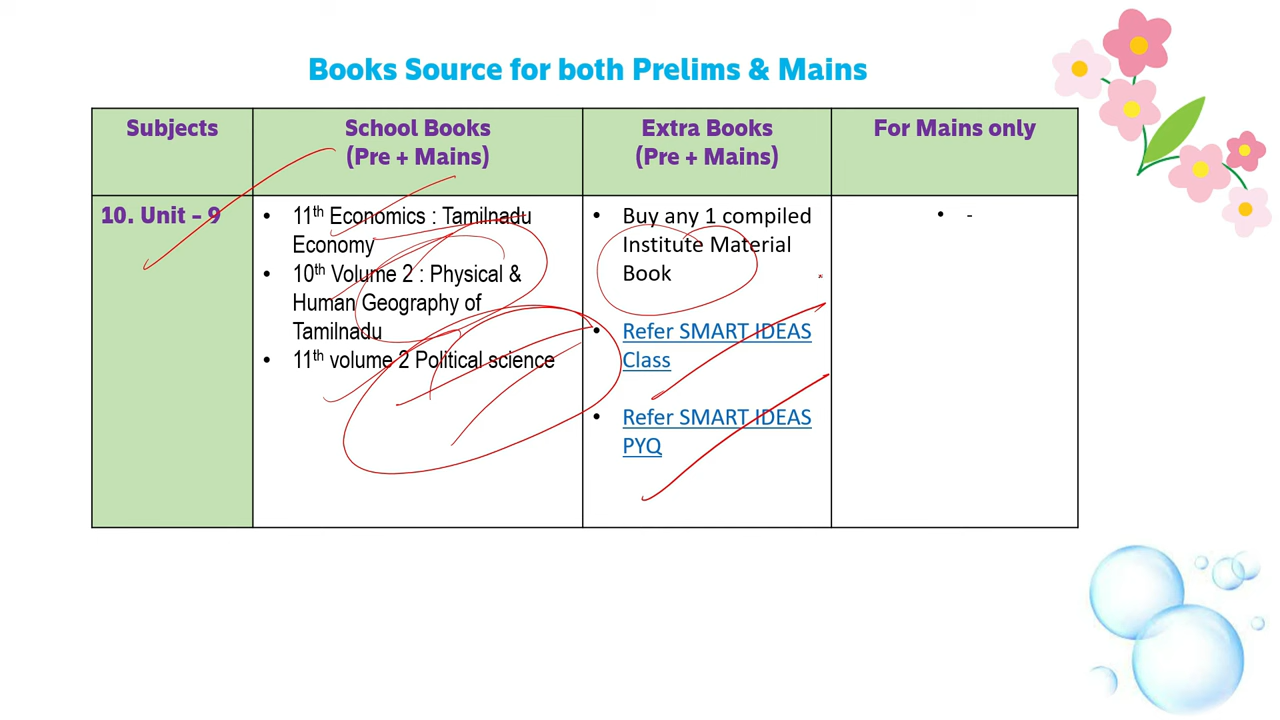 Books Source for both Prelims & Mains
Subjects
School Books
(Pre + Mains)
Extra Books
(Pre + Mains)
For Mains only
10. Unit – 9
• 11th Economics : Tamilnadu
Economy
• 10th Volume 2 : Physical &
Human Geography of
Tamilnadu
• 11th volume 2 Political science
• Buy any 1 compiled
Institute Material
Book
• Refer SMART IDEAS
Class
• Refer SMART IDEAS
PYQ
• -